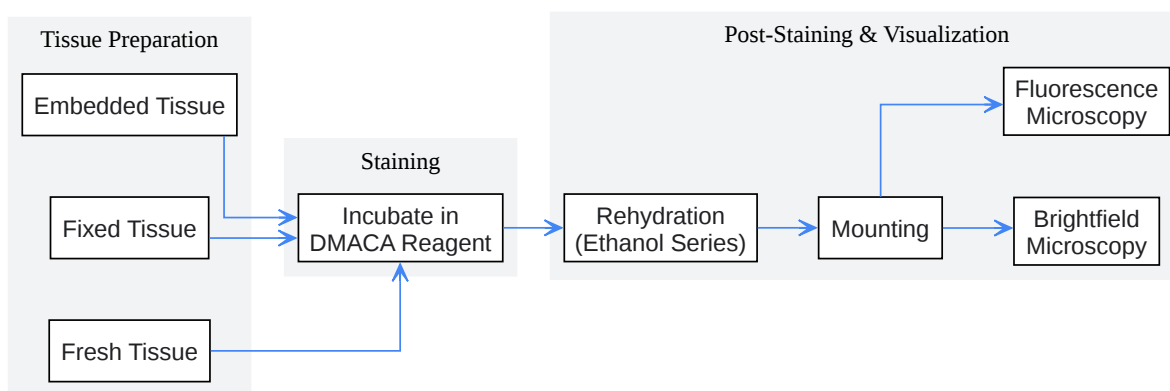 Tissue Preparation
Embedded Tissue
Fixed Tissue
Fresh Tissue
Staining
Incubate in
DMACA Reagent
Post-Staining & Visualization
Rehydration
(Ethanol Series)
Mounting
Fluorescence
Microscopy
Brightfield
Microscopy